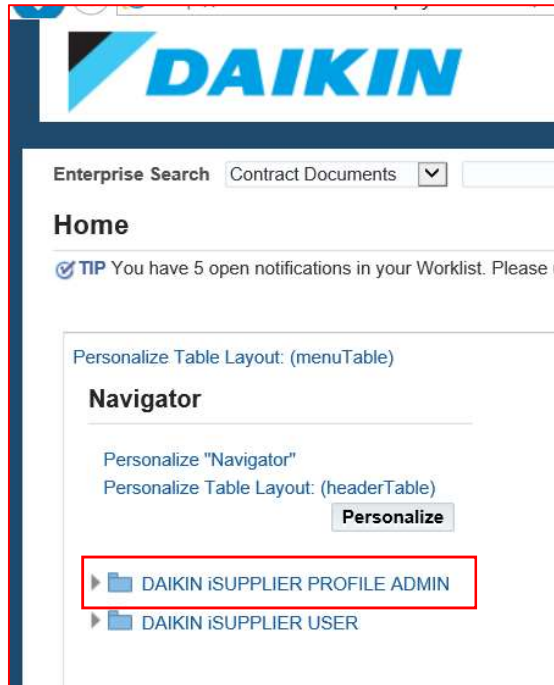 DAIKIN
Enterprise Search Contract Documents
Home
TIP You have 5 open notifications in your Worklist. Please
Personalize Table Layout: (menuTable)
Navigator
Personalize "Navigator"
Personalize Table Layout: (headerTable)
Personalize
DAIKIN iSUPPLIER PROFILE ADMIN
DAIKIN iSUPPLIER USER